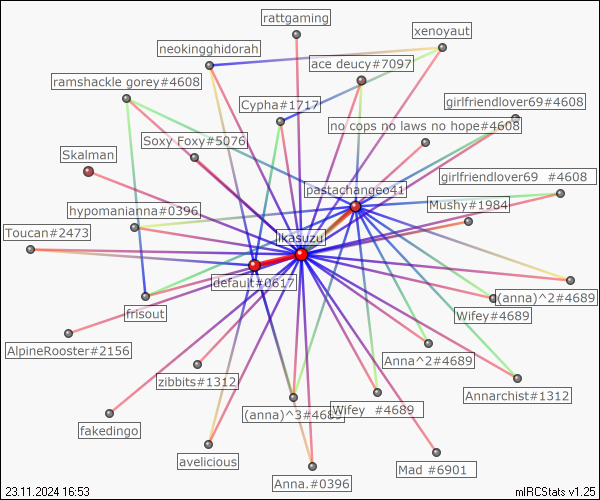 rattgaming
xenoyaut
neokingghidorah
ace deucy#7097
ramshackle gorey#4608
girlfriendlover69#4608
Cypha#1717
no cops no laws no hope#4608
Soxy Foxy#5076
Skalman
girlfriendlover69 #4608
pastachangeo41
Mushy#1984
hypomanianna#0396
Toucan#2473
ikasuzu
default#0617
(anna)^2#4689
frisout
Wifey#4689
AlpineRooster#2156
Anna^2#4689
zibbits#1312
Annarchist#1312
(anna)^3#4689
Wifey #4689
fakedingo
avelicious
Mad #6901
Anna.#0396
23.11.2024 16:53
mIRCStats v1.25